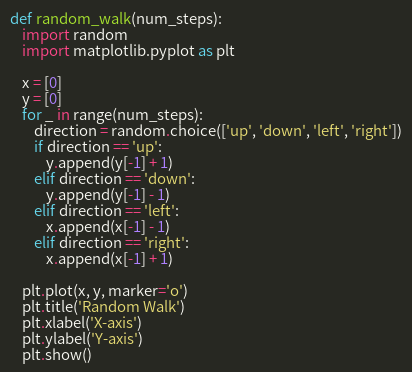 def random_walk(num_steps):
    import random
    import matplotlib.pyplot as plt

    x = [0]
    y = [0]
    for _ in range(num_steps):
        direction = random.choice(['up', 'down', 'left', 'right'])
        if direction == 'up':
            y.append(y[-1] + 1)
        elif direction == 'down':
            y.append(y[-1] - 1)
        elif direction == 'left':
            x.append(x[-1] - 1)
        elif direction == 'right':
            x.append(x[-1] + 1)

    plt.plot(x, y, marker='o')
    plt.title('Random Walk')
    plt.xlabel('X-axis')
    plt.ylabel('Y-axis')
    plt.show()